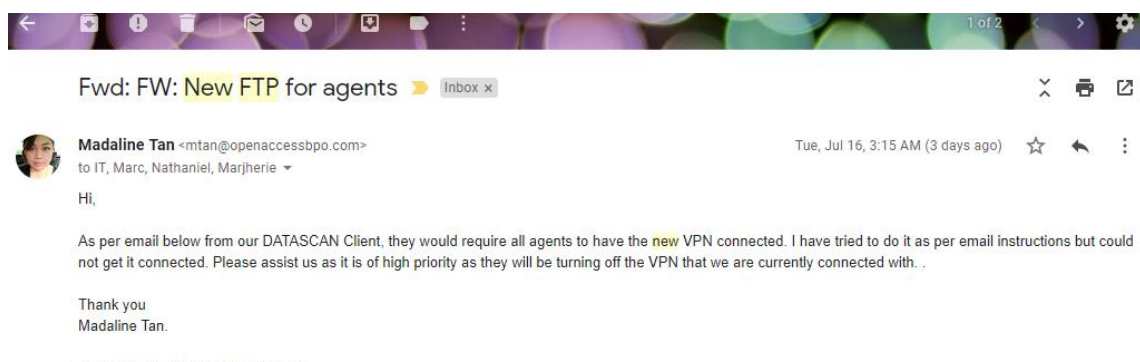 1 of 2
Fwd: FW: New FTP for agents Inbox x
Madaline Tan <mtan@openaccessbpo.com> Tue, Jul 16, 3:15 AM (3 days ago)
to IT, Marc, Nathaniel, Marjherie
Hi,
As per email below from our DATASCAN Client, they would require all agents to have the new VPN connected. I have tried to do it as per email instructions but could
not get it connected. Please assist us as it is of high priority as they will be turning off the VPN that we are currently connected with. .
Thank you
Madaline Tan.